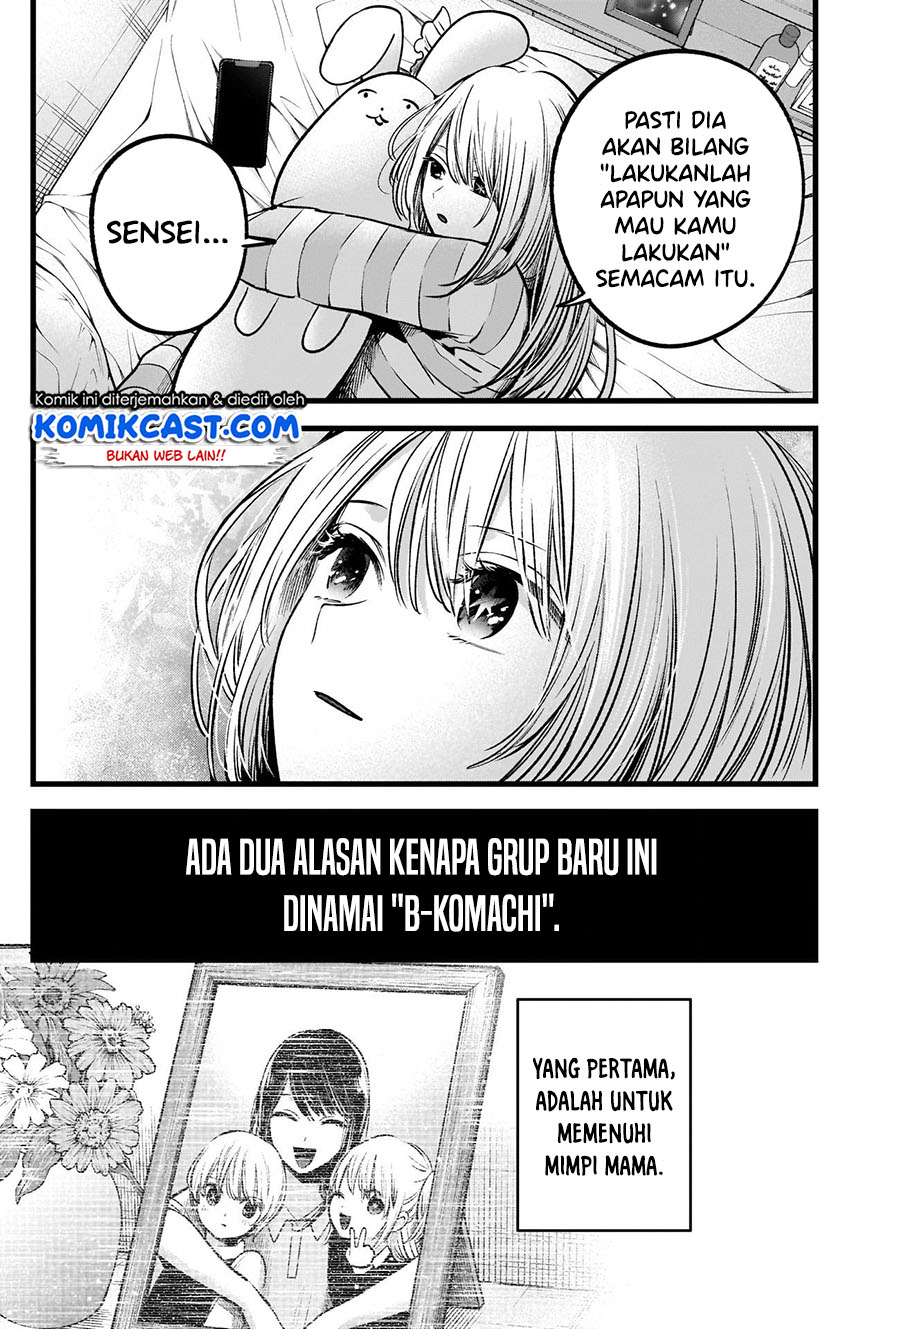 PASTI DIA
AKAN BILANG
"LAKUKANLAH
APAPUN YANG
MAU KAMU
LAKUKAN"
SEMACAM ITU.
SENSEI...
Komik ini diterjemahkan & diedit oleh
KOMIKCAST.COM
BUKAN WEB LAIN!!
ADA DUA ALASAN KENAPA GRUP BARU INI
DINAMAI "B-KOMACHI".
YANG PERTAMA,
ADALAH UNTUK
MEMENUHI
MIMPI MAMA.